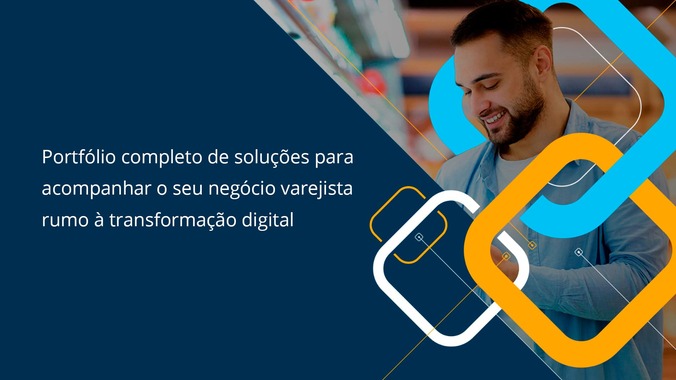 Portfólio completo de soluções para
acompanhar o seu negócio varejista
rumo à transformação digital